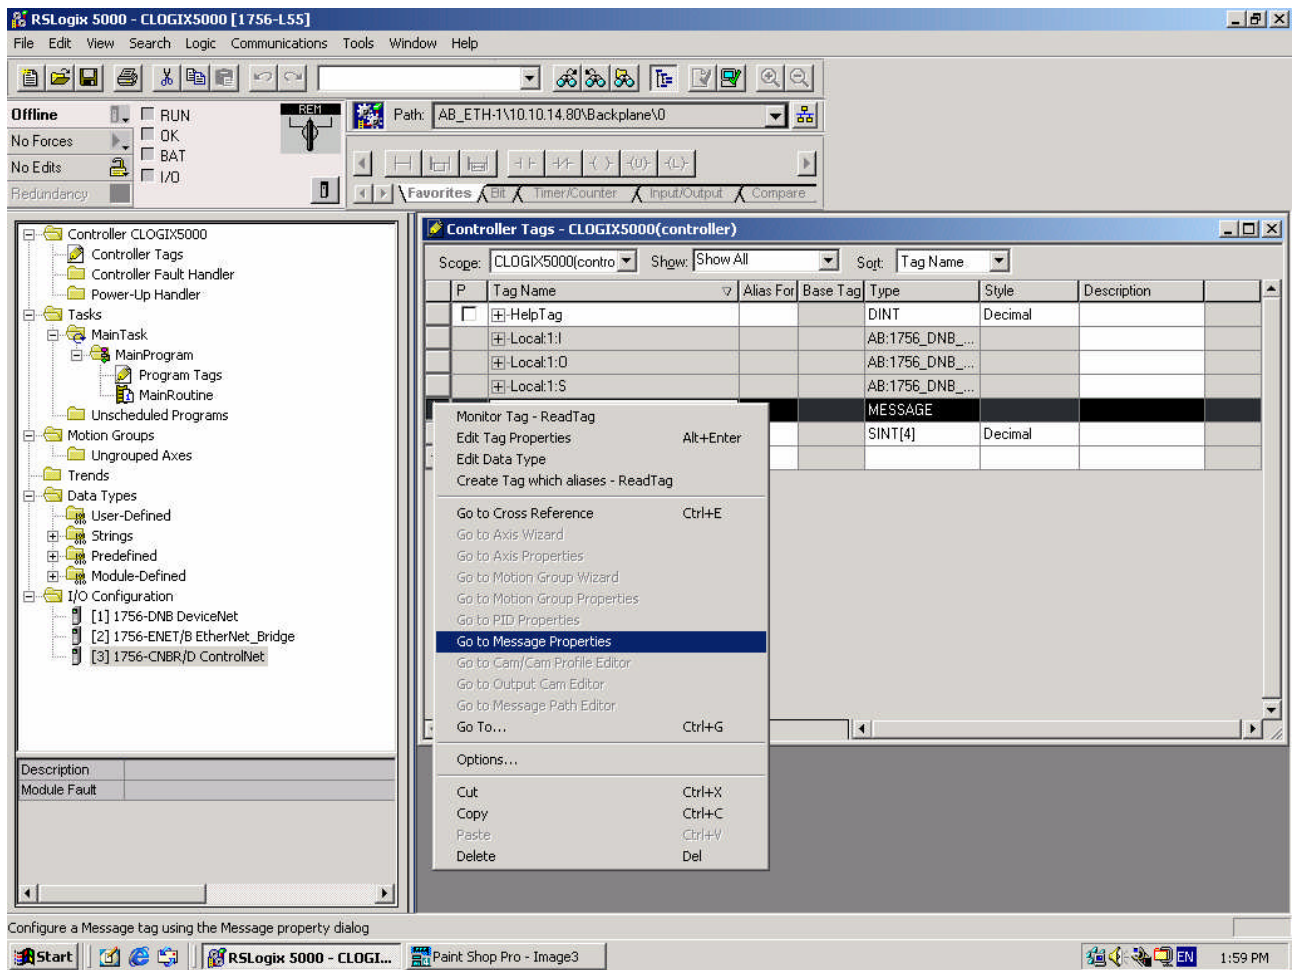 RSLogix 5000 - CLOGIX5000 [1756-L55]
File Edit View Search Logic Communications Tools Window Help
Offline
RUN
REM
Path: AB_ETH-1\10.10.14.80\Backplane\0
No Forces
OK
No Edits
BAT
I/O
Redundancy
Favorites Bit Timer/Counter Input/Output Compare
Controller CLOGIX5000
Controller Tags
Controller Fault Handler
Power-Up Handler
Tasks
MainTask
MainProgram
Program Tags
MainRoutine
Unscheduled Programs
Motion Groups
Ungrouped Axes
Trends
Data Types
User-Defined
Strings
Predefined
Module-Defined
I/O Configuration
[1] 1756-DNB DeviceNet
[2] 1756-ENET/B EtherNet_Bridge
[3] 1756-CNBR/D ControlNet
Description
Module Fault
Controller Tags - CLOGIX5000(controller)
Scope: CLOGIX5000(contro Show: Show All Sort: Tag Name
P Tag Name Alias For Base Tag Type Style Description
HelpTag DINT Decimal
Local:1:I AB:1756_DNB_...
Local:1:O AB:1756_DNB_...
Local:1:S AB:1756_DNB_...
MESSAGE
SINT[4] Decimal
Monitor Tag - ReadTag
Edit Tag Properties Alt+Enter
Edit Data Type
Create Tag which aliases - ReadTag
Go to Cross Reference Ctrl+E
Go to Axis Wizard
Go to Axis Properties
Go to Motion Group Wizard
Go to Motion Group Properties
Go to PID Properties
Go to Message Properties
Go to Cam/Cam Profile Editor
Go to Output Cam Editor
Go to Message Path Editor
Go To... Ctrl+G
Options...
Cut Ctrl+X
Copy Ctrl+C
Paste Ctrl+V
Delete Del
Configure a Message tag using the Message property dialog
Start RSLogix 5000 - CLOGI... Paint Shop Pro - Image3 EN 1:59 PM